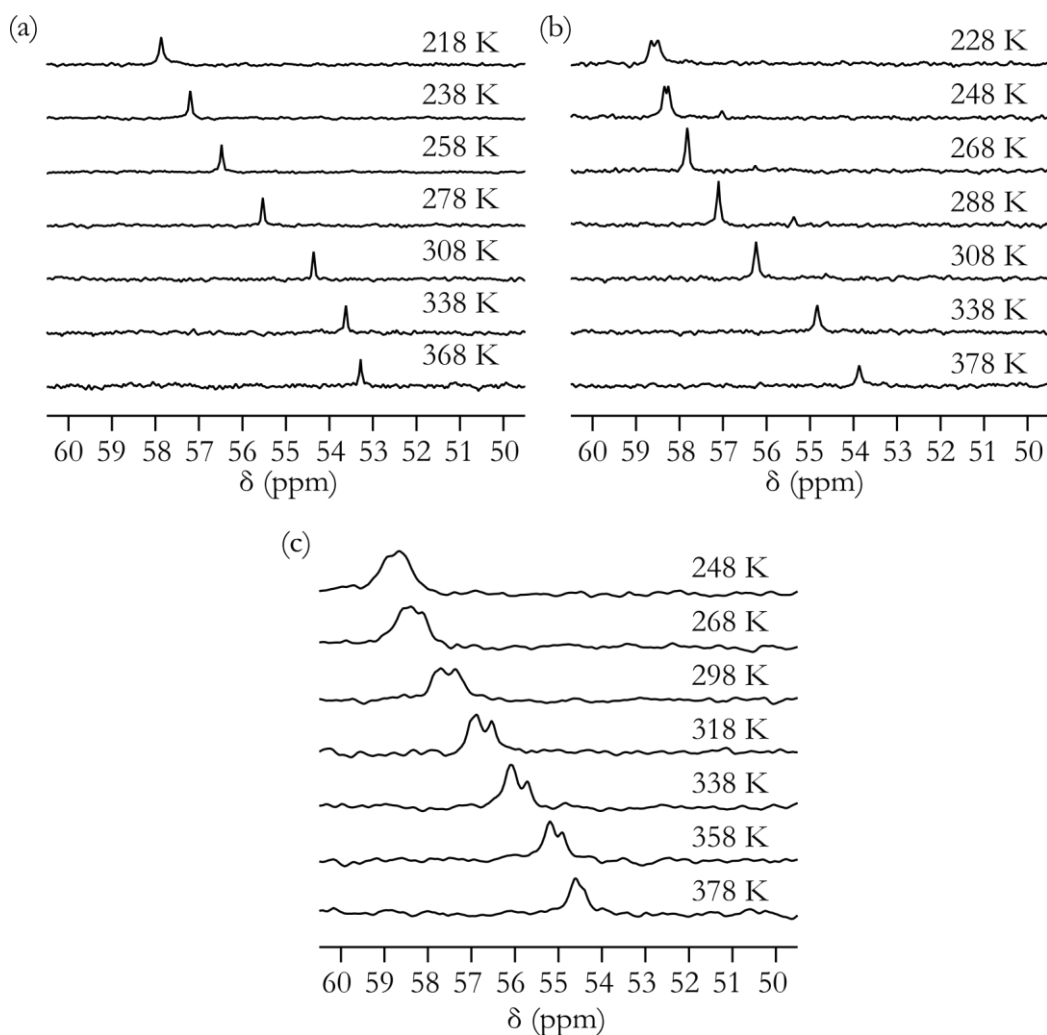 (a)
218 K
238 K
258 K
278 K
308 K
338 K
368 K
60 59 58 57 56 55 54 53 52 51 50
δ (ppm)
(b)
228 K
248 K
268 K
288 K
308 K
338 K
378 K
60 59 58 57 56 55 54 53 52 51 50
δ (ppm)
(c)
248 K
268 K
298 K
318 K
338 K
358 K
378 K
60 59 58 57 56 55 54 53 52 51 50
δ (ppm)